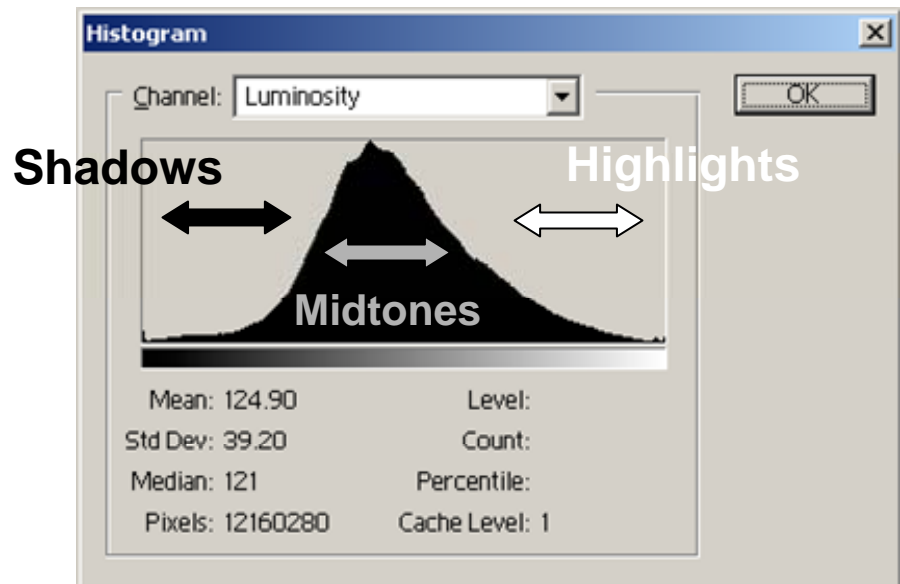 Histogram
Channel: Luminosity
OK
Shadows
Highlights
Midtones
Mean: 124.90 Level:
Std Dev: 39.20 Count:
Median: 121 Percentile:
Pixels: 12160280 Cache Level: 1